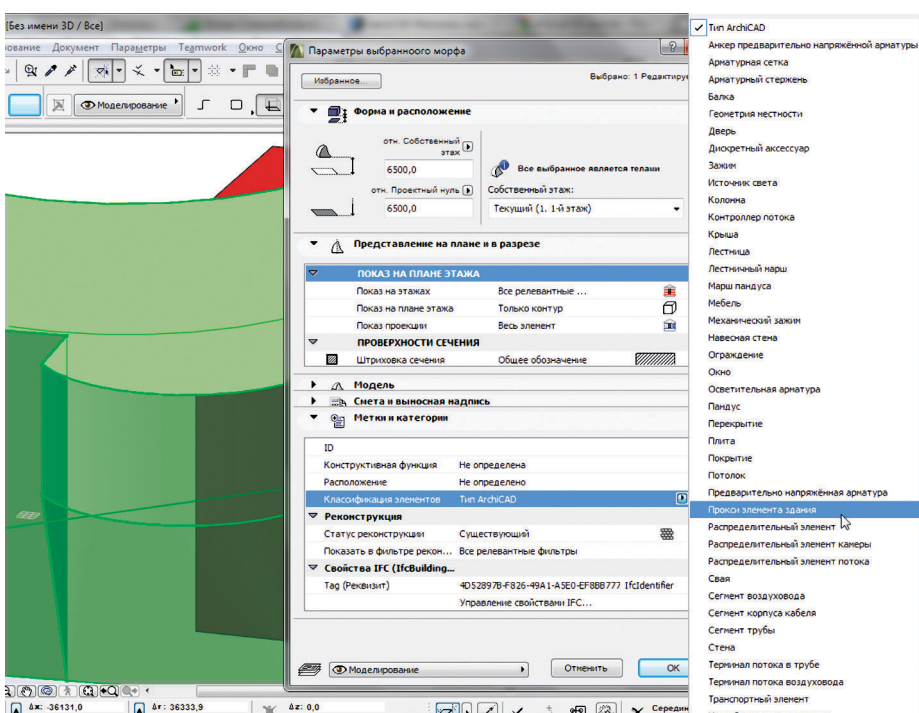 [Без имени 3D / Все]
Документ Параметры Teamwork Окно
Моделирование
Параметры выбранноого морфа
Избранное...
Выбрано: 1 Редактируе
Форма и расположение
отн. Собственный
этаж
6500,0
Все выбранное является телами
отн. Проектный нуль
Собственный этаж:
6500,0
Текущий (1. 1-й этаж)
Представление на плане и в разрезе
ПОКАЗ НА ПЛАНЕ ЭТАЖА
Показ на этажах Все релевантные ...
Показ на плане этажа Только контур
Показ проекции Весь элемент
ПОВЕРХНОСТИ СЕЧЕНИЯ
Штриховка сечения Общее обозначение
Модель
Смета и выносная надпись
Метки и категории
ID
Конструктивная функция Не определена
Расположение Не определено
Классификация элементов Тип ArchiCAD
Реконструкция
Статус реконструкции Существующий
Показать в фильтре рекон... Все релевантные фильтры
Свойства IFC (IfcBuilding...
Tag (Реквизит) 4D52897B-F826-49A1-A5E0-EF8BB777 IfcIdentifier
Управление свойствами IFC...
Моделирование
Отменить
OK
Δx: -36131,0
Δr: 36333,9
Δz: 0,0
Тип ArchiCAD
Анкер предварительно напряжённой арматуры
Арматурная сетка
Арматурный стержень
Балка
Геометрия местности
Дверь
Дискретный аксессуар
Зажим
Источник света
Колонна
Контроллер потока
Крыша
Лестница
Лестничный марш
Марш пандуса
Мебель
Механический зажим
Навесная стена
Ограждение
Окно
Осветительная арматура
Пандус
Перекрытие
Плита
Покрытие
Потолок
Предварительно напряжённая арматура
Прокси элемента здания
Распределительный элемент
Распределительный элемент камеры
Распределительный элемент потока
Свая
Сегмент воздуховода
Сегмент корпуса кабеля
Сегмент трубы
Стена
Терминал потока в трубе
Терминал потока воздуховода
Транспортный элемент